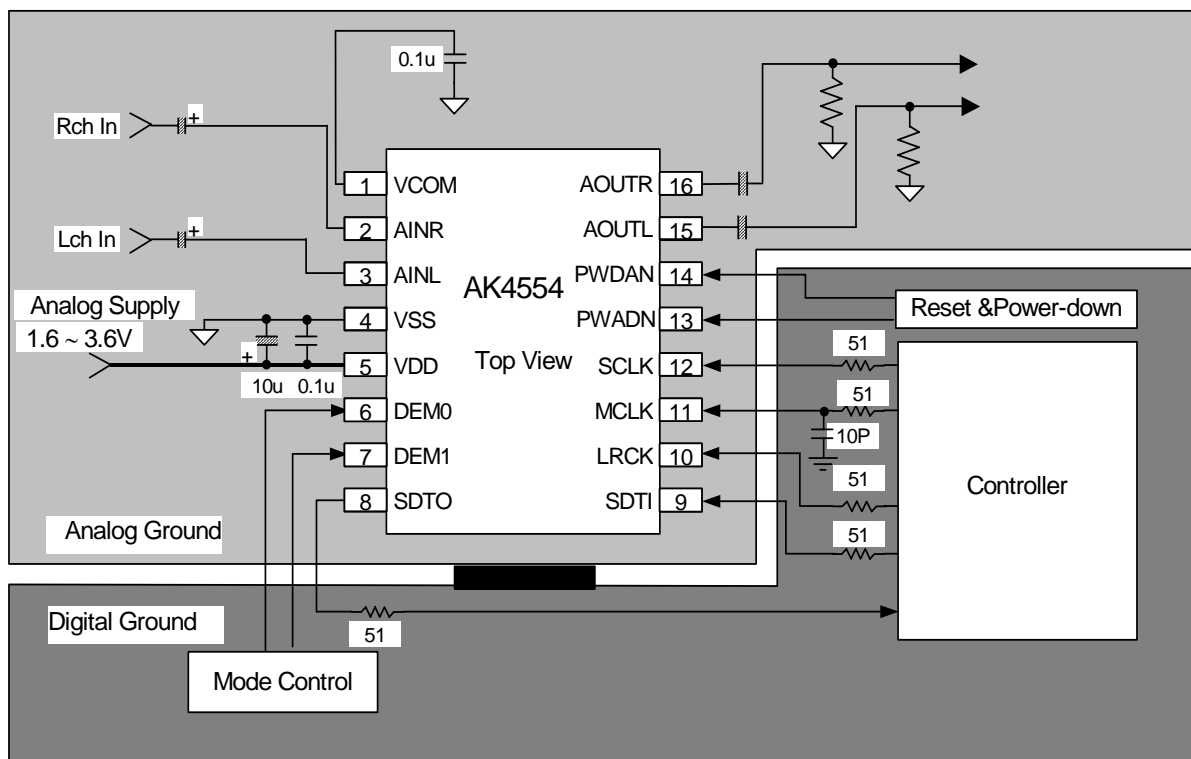 0.1u
Rch In
+
Lch In
+
Analog Supply
1.6 ~ 3.6V
+
10u
0.1u
1 VCOM
2 AINR
3 AINL
4 VSS
5 VDD
6 DEM0
7 DEM1
8 SDTO
AK4554
Top View
AOUTR 16
AOUTL 15
PWDAN 14
PWADN 13
SCLK 12
MCLK 11
LRCK 10
SDTI 9
Reset &Power-down
51
51
10P
51
51
Controller
Analog Ground
Digital Ground
51
Mode Control